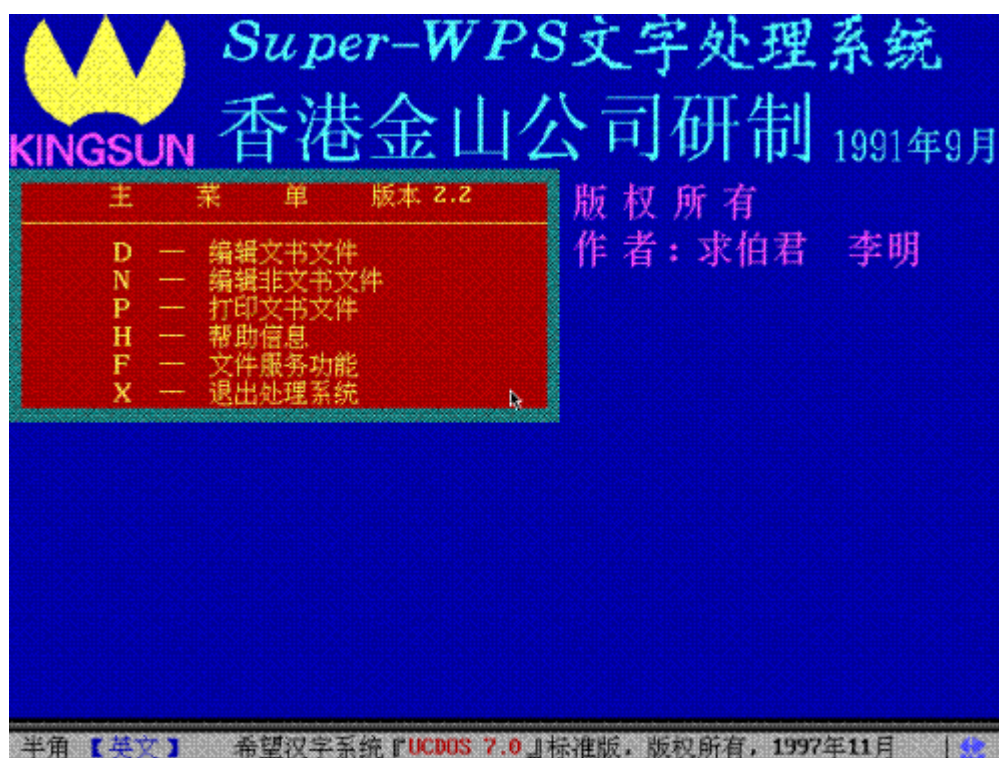 Super-WPS文字处理系统
香港金山公司研制 1991年9月
KINGSUN
主 菜 单 版本 2.2
D — 编辑文书文件
N — 编辑非文书文件
P — 打印文书文件
H — 帮助信息
F — 文件服务功能
X — 退出处理系统
版权所有
作者：求伯君 李明
半角 【英文】 希望汉字系统『UCDOS 7.0』标准版，版权所有，1997年11月